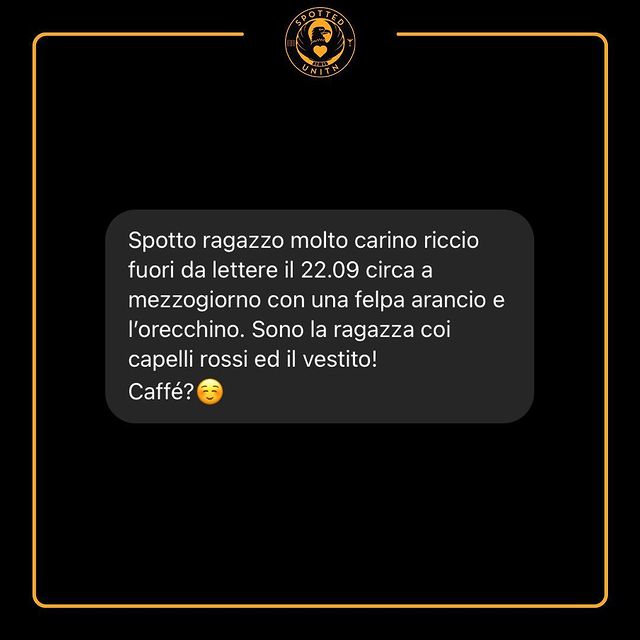 SPOTTED
UNITN
Spotto ragazzo molto carino riccio
fuori da lettere il 22.09 circa a
mezzogiorno con una felpa arancio e
l’orecchino. Sono la ragazza coi
capelli rossi ed il vestito!
Caffé?☺️